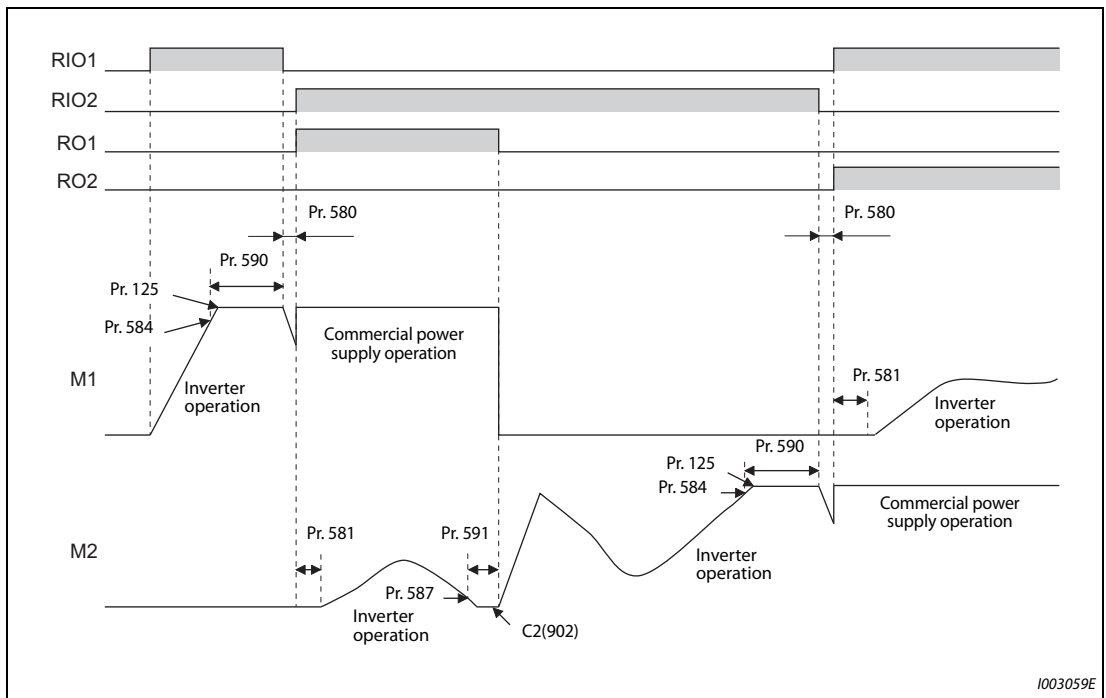 RIO1
RIO2
RO1
RO2
Pr. 580
Pr. 580
Pr. 590
Pr. 125
Pr. 584
Commercial power
supply operation
M1
Inverter
operation
Pr. 581
Inverter
operation
Pr. 590
Pr. 125
Pr. 584
Commercial power
supply operation
Pr. 581
Pr. 591
M2
Inverter
operation
Pr. 587
Inverter
operation
C2(902)
I003059E